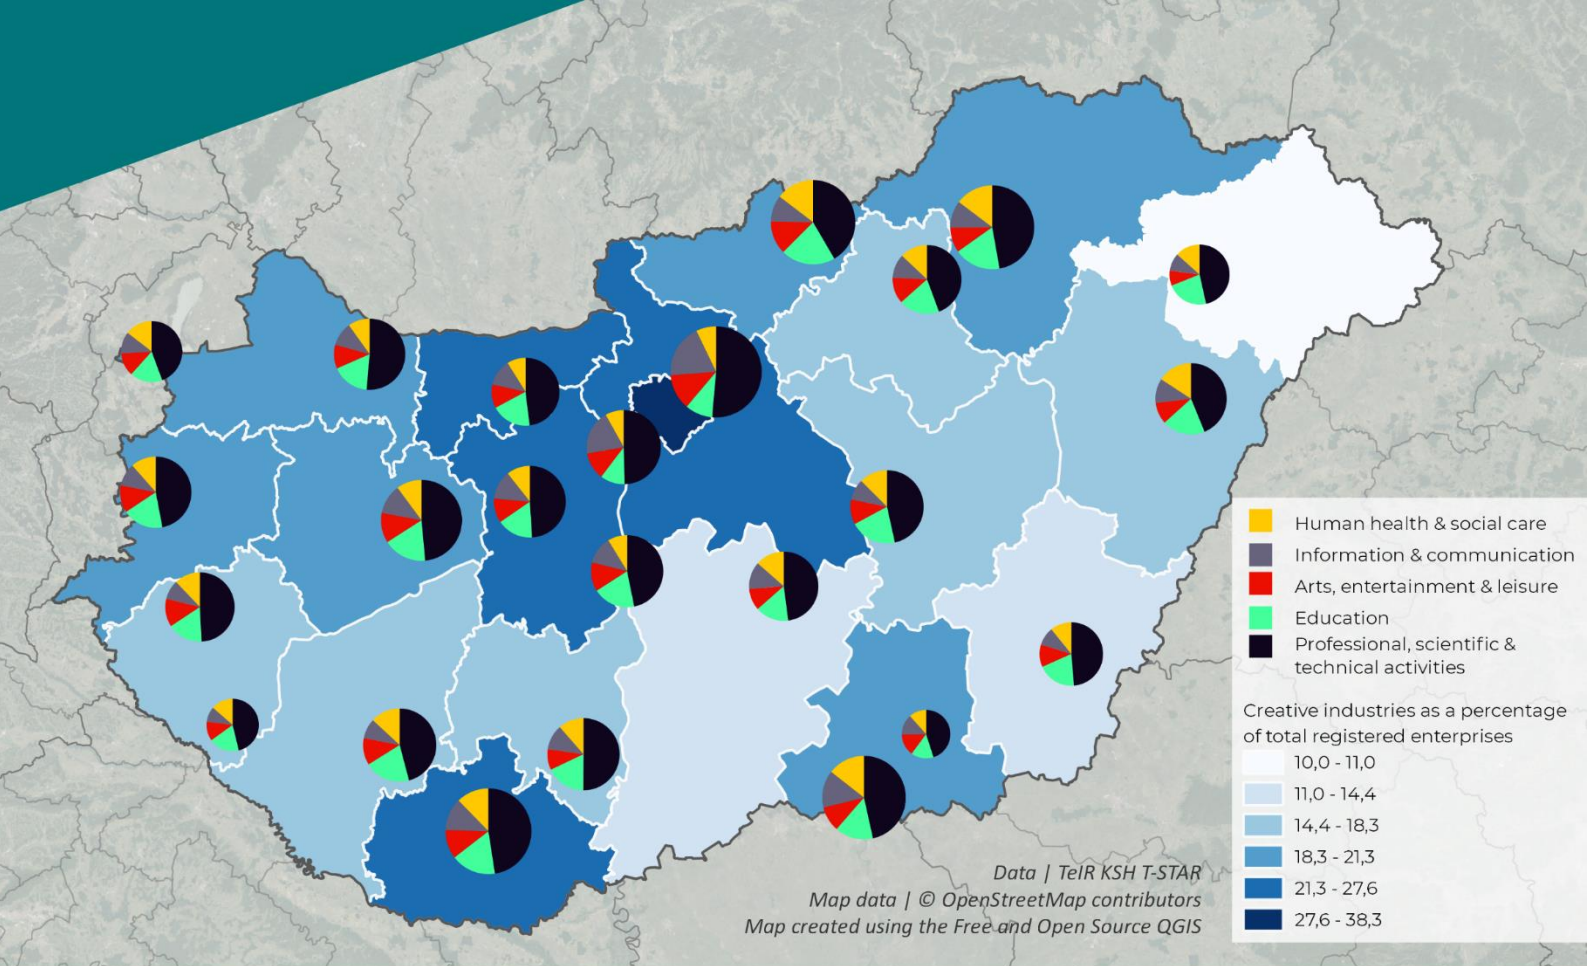 Human health & social care
Information & communication
Arts, entertainment & leisure
Education
Professional, scientific &
technical activities
Creative industries as a percentage
of total registered enterprises
10,0 - 11,0
11,0 - 14,4
14,4 - 18,3
18,3 - 21,3
21,3 - 27,6
27,6 - 38,3
Data | TeIR KSH T-STAR
Map data | © OpenStreetMap contributors
Map created using the Free and Open Source QGIS